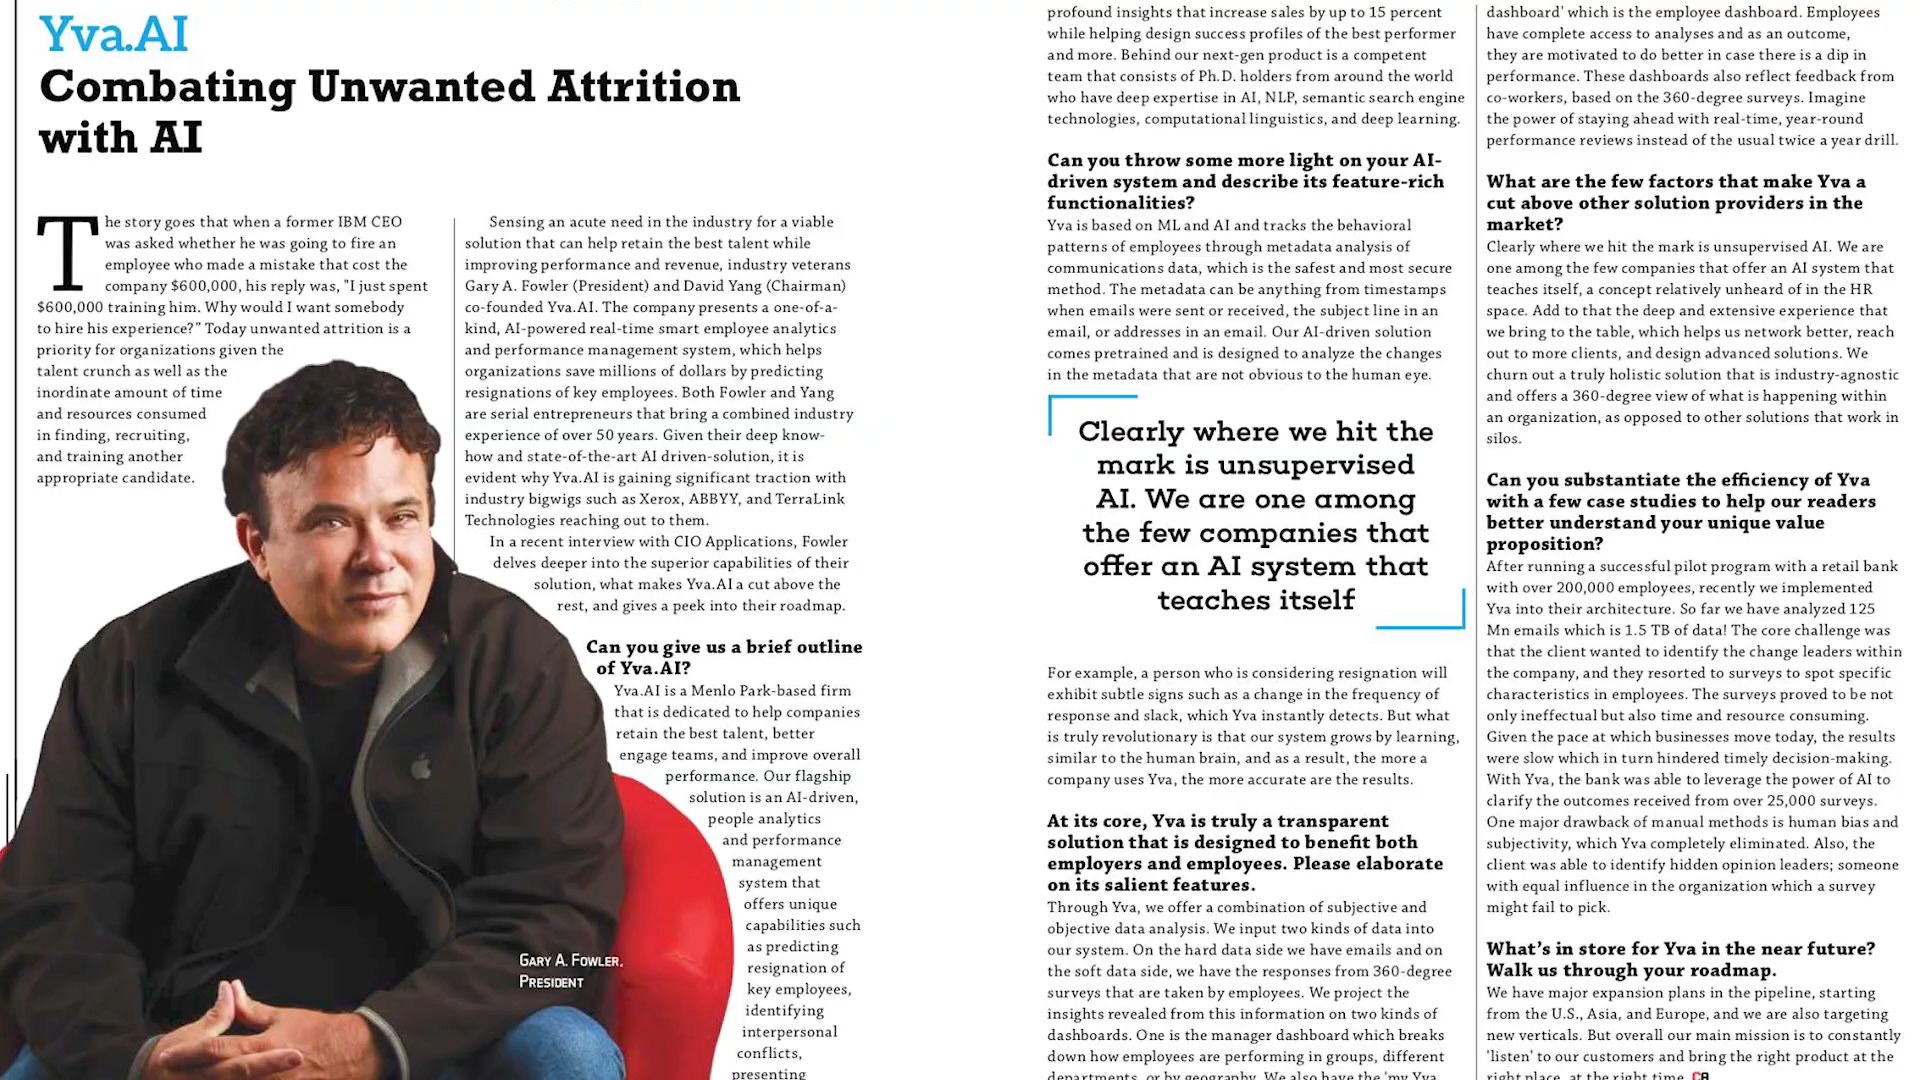 Yva.AI
Combating Unwanted Attrition
with AI
The story goes that when a former IBM CEO
was asked whether he was going to fire an
employee who made a mistake that cost the
company $600,000, his reply was, "I just spent
$600,000 training him. Why would I want somebody
to hire his experience?" Today unwanted attrition is a
priority for organizations given the
talent crunch as well as the
inordinate amount of time
and resources consumed
in finding, recruiting,
and training another
appropriate candidate.
Sensing an acute need in the industry for a viable
solution that can help retain the best talent while
improving performance and revenue, industry veterans
Gary A. Fowler (President) and David Yang (Chairman)
co-founded Yva.AI. The company presents a one-of-a-
kind, AI-powered real-time smart employee analytics
and performance management system, which helps
organizations save millions of dollars by predicting
resignations of key employees. Both Fowler and Yang
are serial entrepreneurs that bring a combined industry
experience of over 50 years. Given their deep know-
how and state-of-the-art AI driven-solution, it is
evident why Yva.AI is gaining significant traction with
industry bigwigs such as Xerox, ABBYY, and TerraLink
Technologies reaching out to them.
In a recent interview with CIO Applications, Fowler
delves deeper into the superior capabilities of their
solution, what makes Yva.AI a cut above the
rest, and gives a peek into their roadmap.
Can you give us a brief outline
of Yva.AI?
Yva.AI is a Menlo Park-based firm
that is dedicated to help companies
retain the best talent, better
engage teams, and improve overall
performance. Our flagship
solution is an AI-driven,
people analytics
and performance
management
system that
offers unique
capabilities such
as predicting
resignation of
key employees,
identifying
interpersonal
conflicts,
presenting
GARY A. FOWLER,
PRESIDENT
profound insights that increase sales by up to 15 percent
while helping design success profiles of the best performer
and more. Behind our next-gen product is a competent
team that consists of Ph.D. holders from around the world
who have deep expertise in AI, NLP, semantic search engine
technologies, computational linguistics, and deep learning.
Can you throw some more light on your AI-
driven system and describe its feature-rich
functionalities?
Yva is based on ML and AI and tracks the behavioral
patterns of employees through metadata analysis of
communications data, which is the safest and most secure
method. The metadata can be anything from timestamps
when emails were sent or received, the subject line in an
email, or addresses in an email. Our AI-driven solution
comes pretrained and is designed to analyze the changes
in the metadata that are not obvious to the human eye.
Clearly where we hit the
mark is unsupervised
AI. We are one among
the few companies that
offer an AI system that
teaches itself
For example, a person who is considering resignation will
exhibit subtle signs such as a change in the frequency of
response and slack, which Yva instantly detects. But what
is truly revolutionary is that our system grows by learning,
similar to the human brain, and as a result, the more a
company uses Yva, the more accurate are the results.
At its core, Yva is truly a transparent
solution that is designed to benefit both
employers and employees. Please elaborate
on its salient features.
Through Yva, we offer a combination of subjective and
objective data analysis. We input two kinds of data into
our system. On the hard data side we have emails and on
the soft data side, we have the responses from 360-degree
surveys that are taken by employees. We project the
insights revealed from this information on two kinds of
dashboards. One is the manager dashboard which breaks
down how employees are performing in groups, different
departments, or by geography. We also have the 'my Yva
dashboard' which is the employee dashboard. Employees
have complete access to analyses and as an outcome,
they are motivated to do better in case there is a dip in
performance. These dashboards also reflect feedback from
co-workers, based on the 360-degree surveys. Imagine
the power of staying ahead with real-time, year-round
performance reviews instead of the usual twice a year drill.
What are the few factors that make Yva a
cut above other solution providers in the
market?
Clearly where we hit the mark is unsupervised AI. We are
one among the few companies that offer an AI system that
teaches itself, a concept relatively unheard of in the HR
space. Add to that the deep and extensive experience that
we bring to the table, which helps us network better, reach
out to more clients, and design advanced solutions. We
churn out a truly holistic solution that is industry-agnostic
and offers a 360-degree view of what is happening within
an organization, as opposed to other solutions that work in
silos.
Can you substantiate the efficiency of Yva
with a few case studies to help our readers
better understand your unique value
proposition?
After running a successful pilot program with a retail bank
with over 200,000 employees, recently we implemented
Yva into their architecture. So far we have analyzed 125
Mn emails which is 1.5 TB of data! The core challenge was
that the client wanted to identify the change leaders within
the company, and they resorted to surveys to spot specific
characteristics in employees. The surveys proved to be not
only ineffectual but also time and resource consuming.
Given the pace at which businesses move today, the results
were slow which in turn hindered timely decision-making.
With Yva, the bank was able to leverage the power of AI to
clarify the outcomes received from over 25,000 surveys.
One major drawback of manual methods is human bias and
subjectivity, which Yva completely eliminated. Also, the
client was able to identify hidden opinion leaders; someone
with equal influence in the organization which a survey
might fail to pick.
What's in store for Yva in the near future?
Walk us through your roadmap.
We have major expansion plans in the pipeline, starting
from the U.S., Asia, and Europe, and we are also targeting
new verticals. But overall our main mission is to constantly
'listen' to our customers and bring the right product at the
right place, at the right time. CA